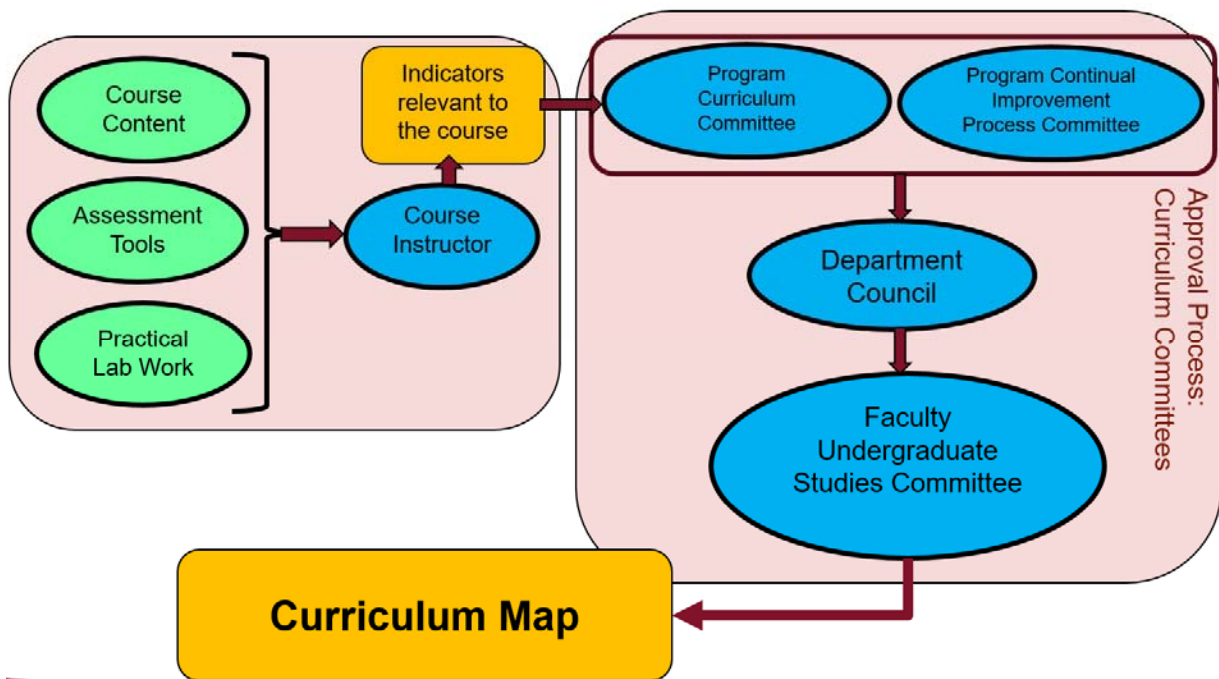 Course
Content
Assessment
Tools
Practical
Lab Work
Indicators
relevant to
the course
Course
Instructor
Program
Curriculum
Committee
Program Continual
Improvement
Process Committee
Department
Council
Faculty
Undergraduate
Studies Committee
Approval Process:
Curriculum Committees
Curriculum Map